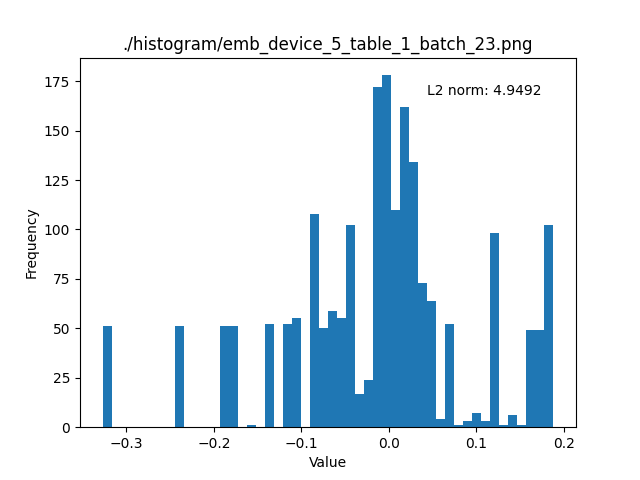 ./histogram/emb_device_5_table_1_batch_23.png
L2 norm: 4.9492
175
150
125
100
75
50
25
0
Frequency
−0.3 −0.2 −0.1 0.0 0.1 0.2
Value